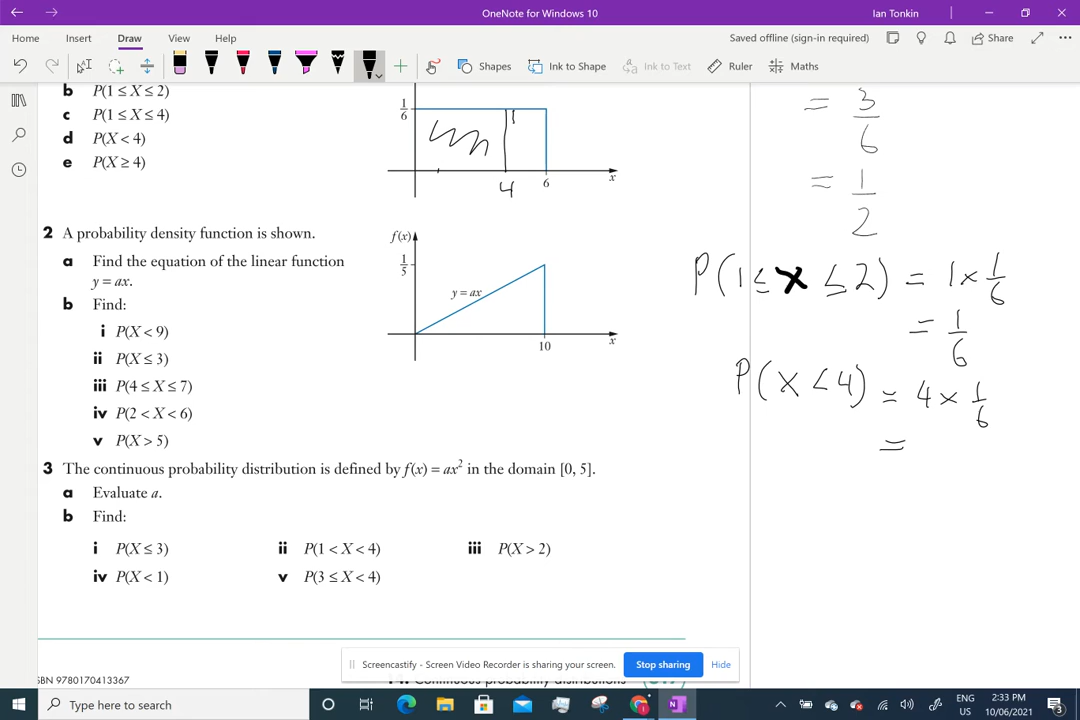 OneNote for Windows 10
Ian Tonkin
Home Insert Draw View Help
Saved offline (sign-in required)
Share
Ink to Shape
Shapes
Ink to Text
Ruler
Maths
b P(1 ≤ X ≤ 2)
c P(1 ≤ X ≤ 4)
d P(X < 4)
e P(X ≥ 4)
1/6
4
6
x
2 A probability density function is shown.
a Find the equation of the linear function
y = ax.
b Find:
i P(X < 9)
ii P(X ≤ 3)
iii P(4 ≤ X ≤ 7)
iv P(2 < X < 6)
v P(X > 5)
f(x)
1/5
y = ax
10
x
3 The continuous probability distribution is defined by f(x) = ax² in the domain [0, 5].
a Evaluate a.
b Find:
i P(X ≤ 3) ii P(1 < X < 4) iii P(X > 2)
iv P(X < 1) v P(3 ≤ X < 4)
= 3/6
= 1/2
P(1 ≤ X ≤ 2) = 1 × 1/6
= 1/6
P(X < 4) = 4 × 1/6
=
Screencastify - Screen Video Recorder is sharing your screen.
Stop sharing
Hide
SBN 9780170413367
Continuous probability distributions
Type here to search
ENG
US
2:33 PM
10/06/2021
3